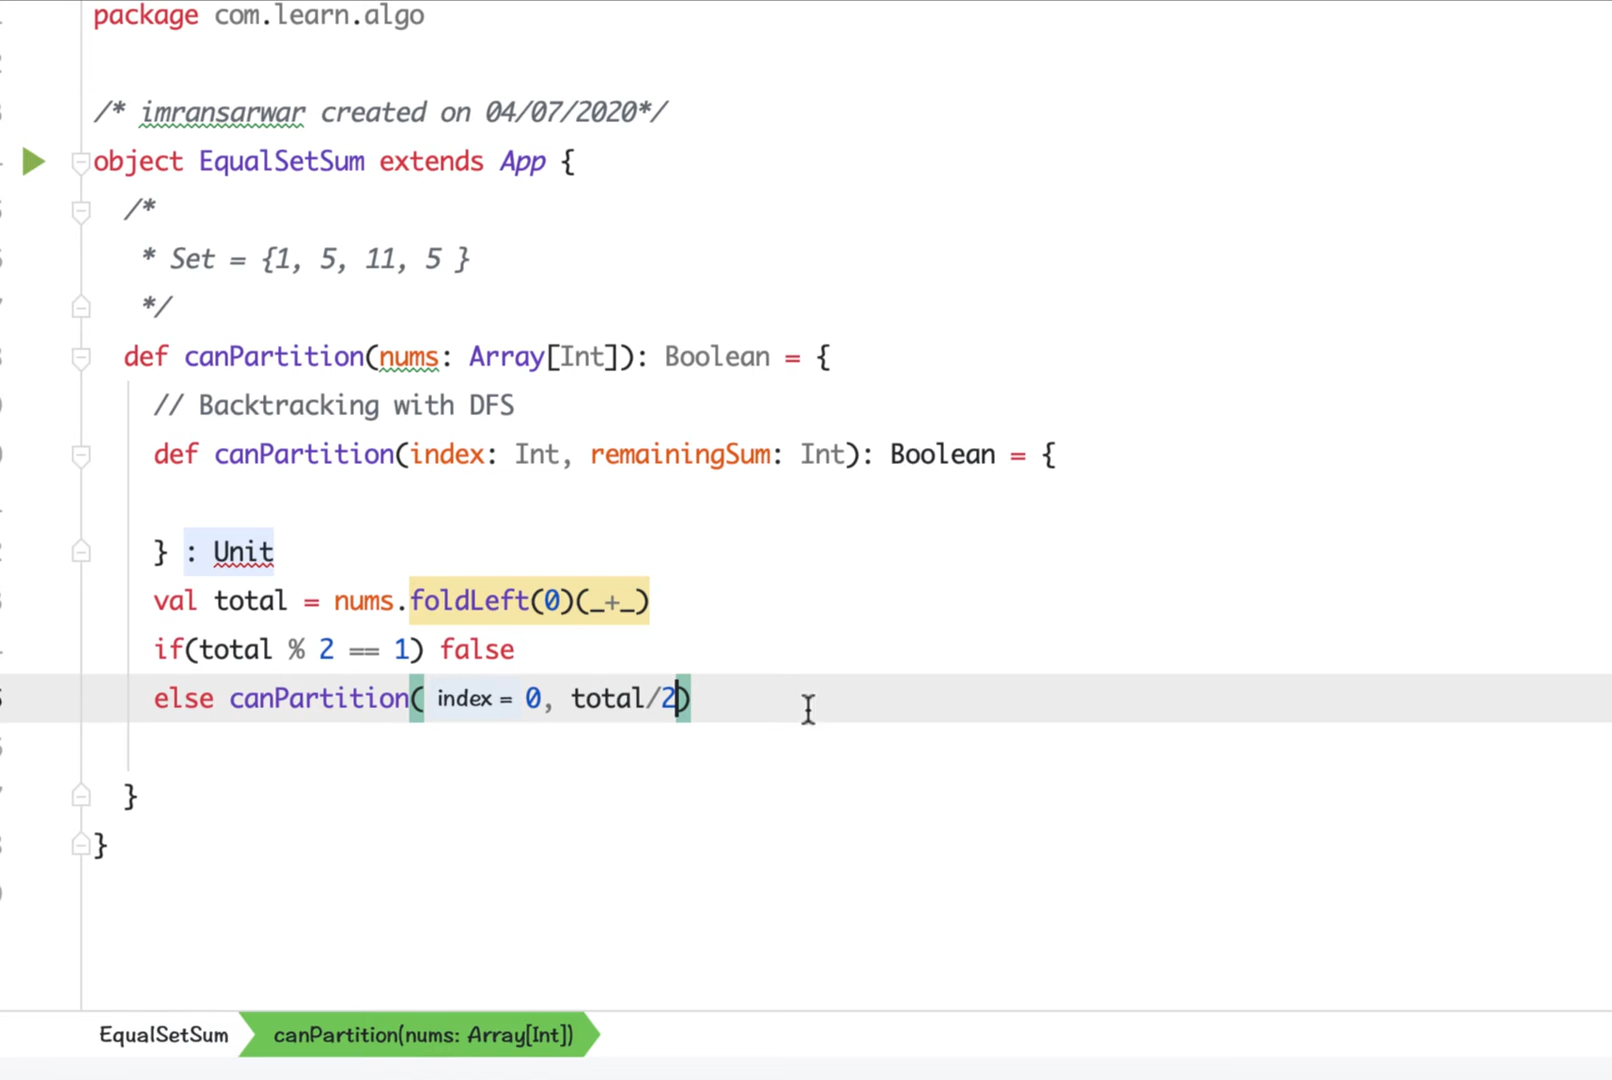 package com.learn.algo
/* imransarwar created on 04/07/2020*/
object EqualSetSum extends App {
/*
* Set = {1, 5, 11, 5 }
*/
def canPartition(nums: Array[Int]): Boolean = {
// Backtracking with DFS
def canPartition(index: Int, remainingSum: Int): Boolean = {
} : Unit
val total = nums.foldLeft(0)(_+_)
if(total % 2 == 1) false
else canPartition( index = 0, total/2)
}
}
EqualSetSum canPartition(nums: Array[Int])